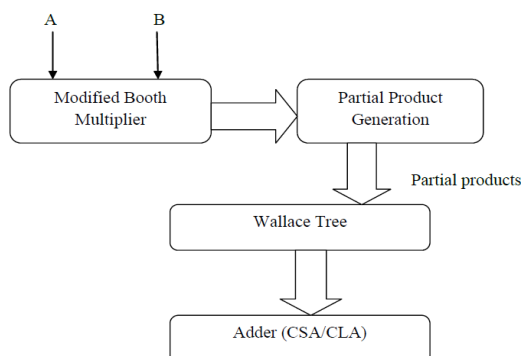 A
B
Modified Booth
Multiplier
Partial Product
Generation
Partial products
Wallace Tree
Adder (CSA/CLA)